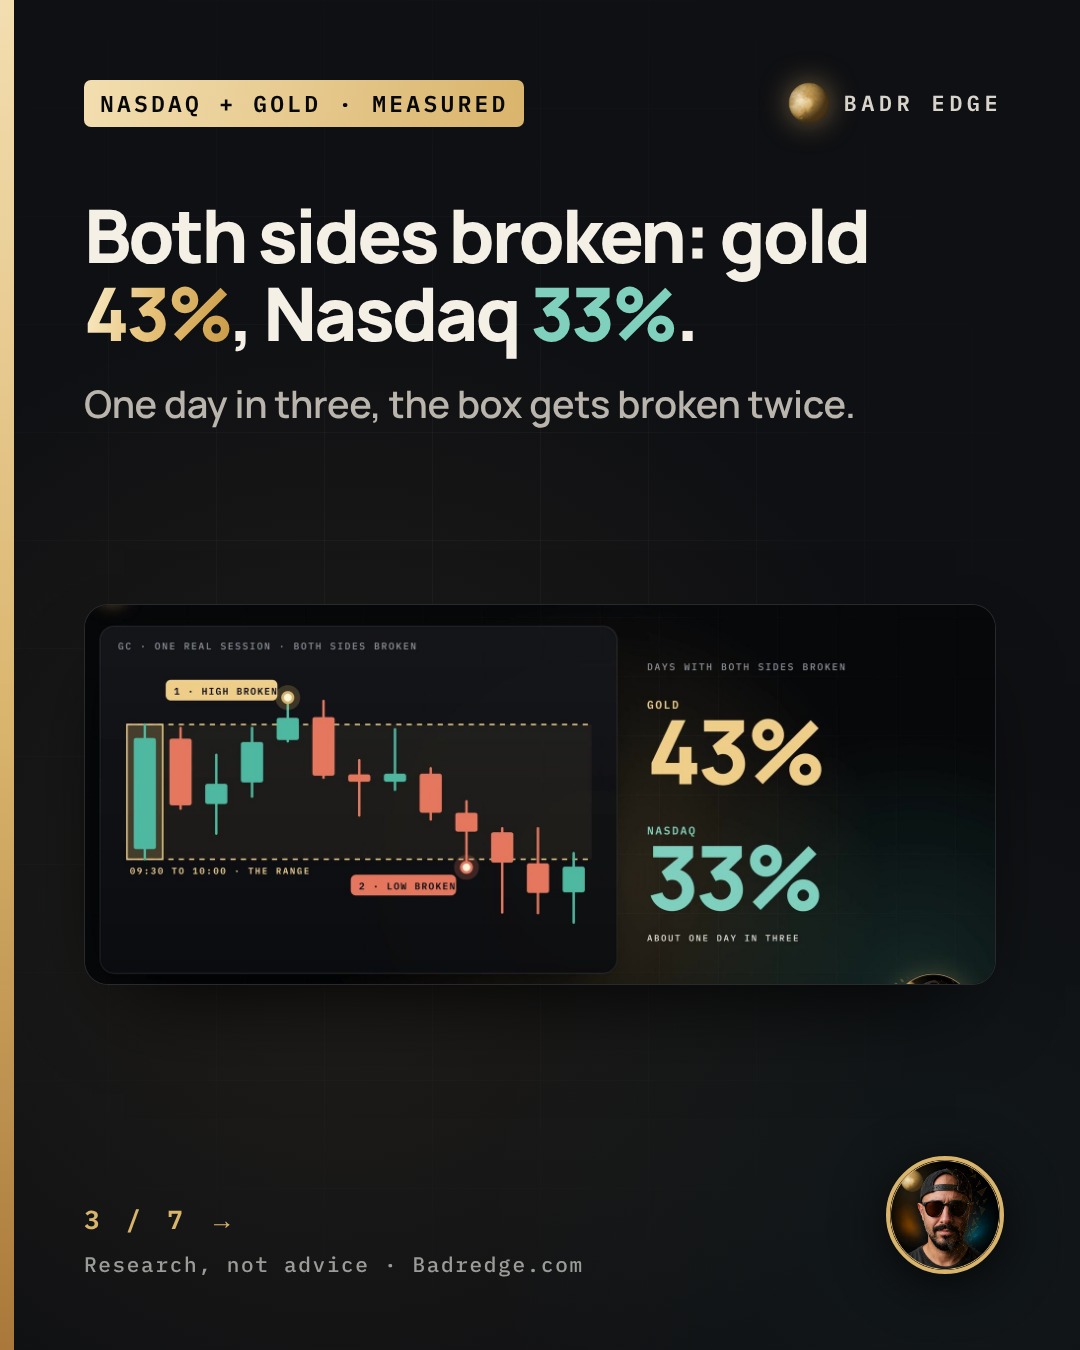 NASDAQ + GOLD · MEASURED
BADR EDGE
Both sides broken: gold
43%, Nasdaq 33%.
One day in three, the box gets broken twice.
GC · ONE REAL SESSION · BOTH SIDES BROKEN
1 · HIGH BROKEN
09:30 TO 10:00 · THE RANGE
2 · LOW BROKEN
DAYS WITH BOTH SIDES BROKEN
GOLD
43%
NASDAQ
33%
ABOUT ONE DAY IN THREE
3 / 7 →
Research, not advice · Badredge.com